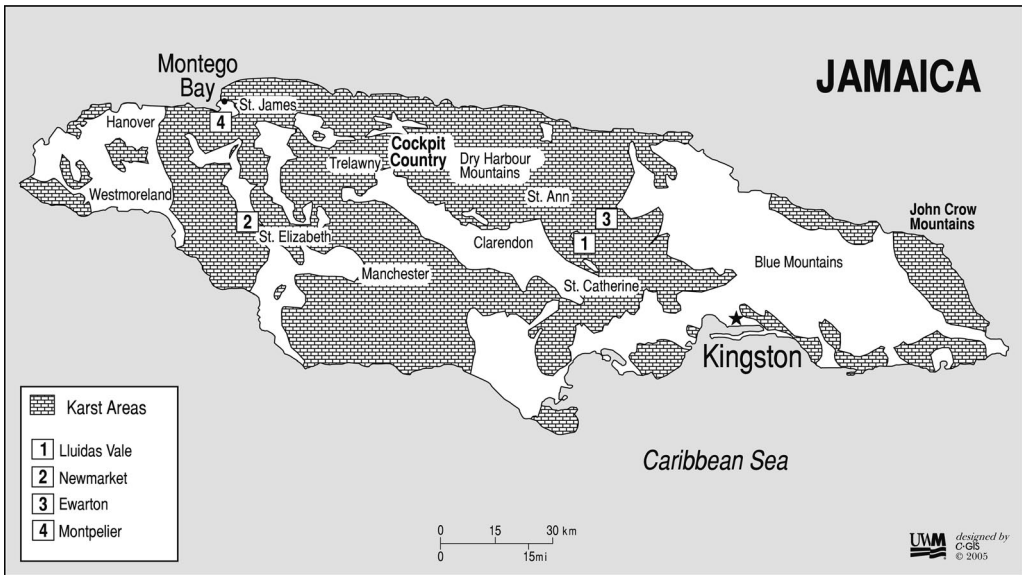 JAMAICA
Montego
Bay
St. James
4
Hanover
Cockpit
Country
Trelawny
Dry Harbour
Mountains
Westmoreland
St. Ann
2
3
John Crow
Mountains
St. Elizabeth
Clarendon
1
Blue Mountains
Manchester
St. Catherine
Kingston
Karst Areas
1 Lluidas Vale
2 Newmarket
3 Ewarton
4 Montpelier
Caribbean Sea
0 15 30 km
0 15mi
UWM
designed by
C•GIS
© 2005